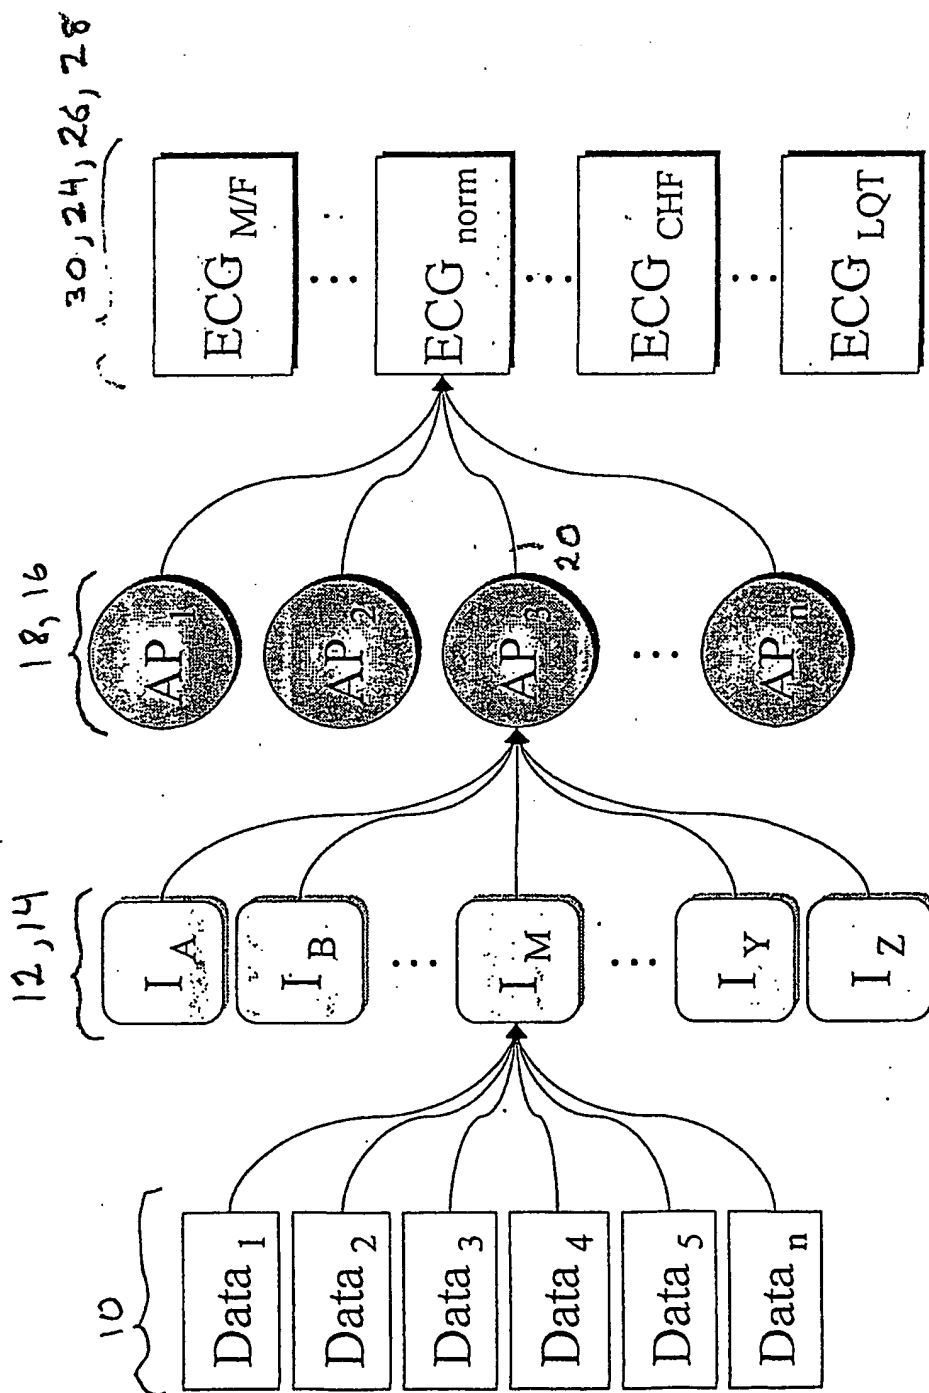 10
12, 14
18, 16
30, 24, 26, 28
Data 1
Data 2
Data 3
Data 4
Data 5
Data n
I A
I B
...
I M
...
I Y
I Z
AP 1
AP 2
AP 3
...
AP n
20
ECG M/F
...
ECG norm
...
ECG CHF
...
ECG LQT